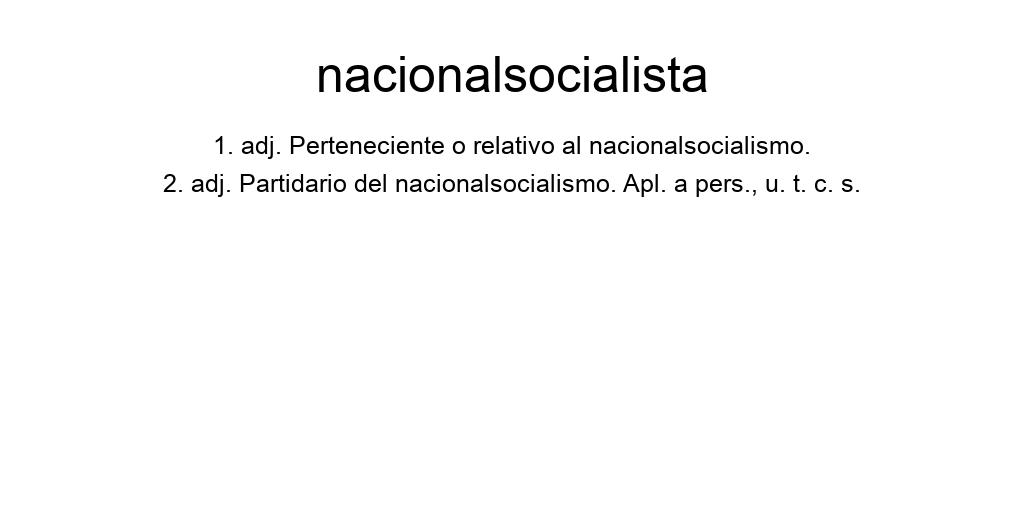 nacionalsocialista
1. adj. Perteneciente o relativo al nacionalsocialismo.
2. adj. Partidario del nacionalsocialismo. Apl. a pers., u. t. c. s.